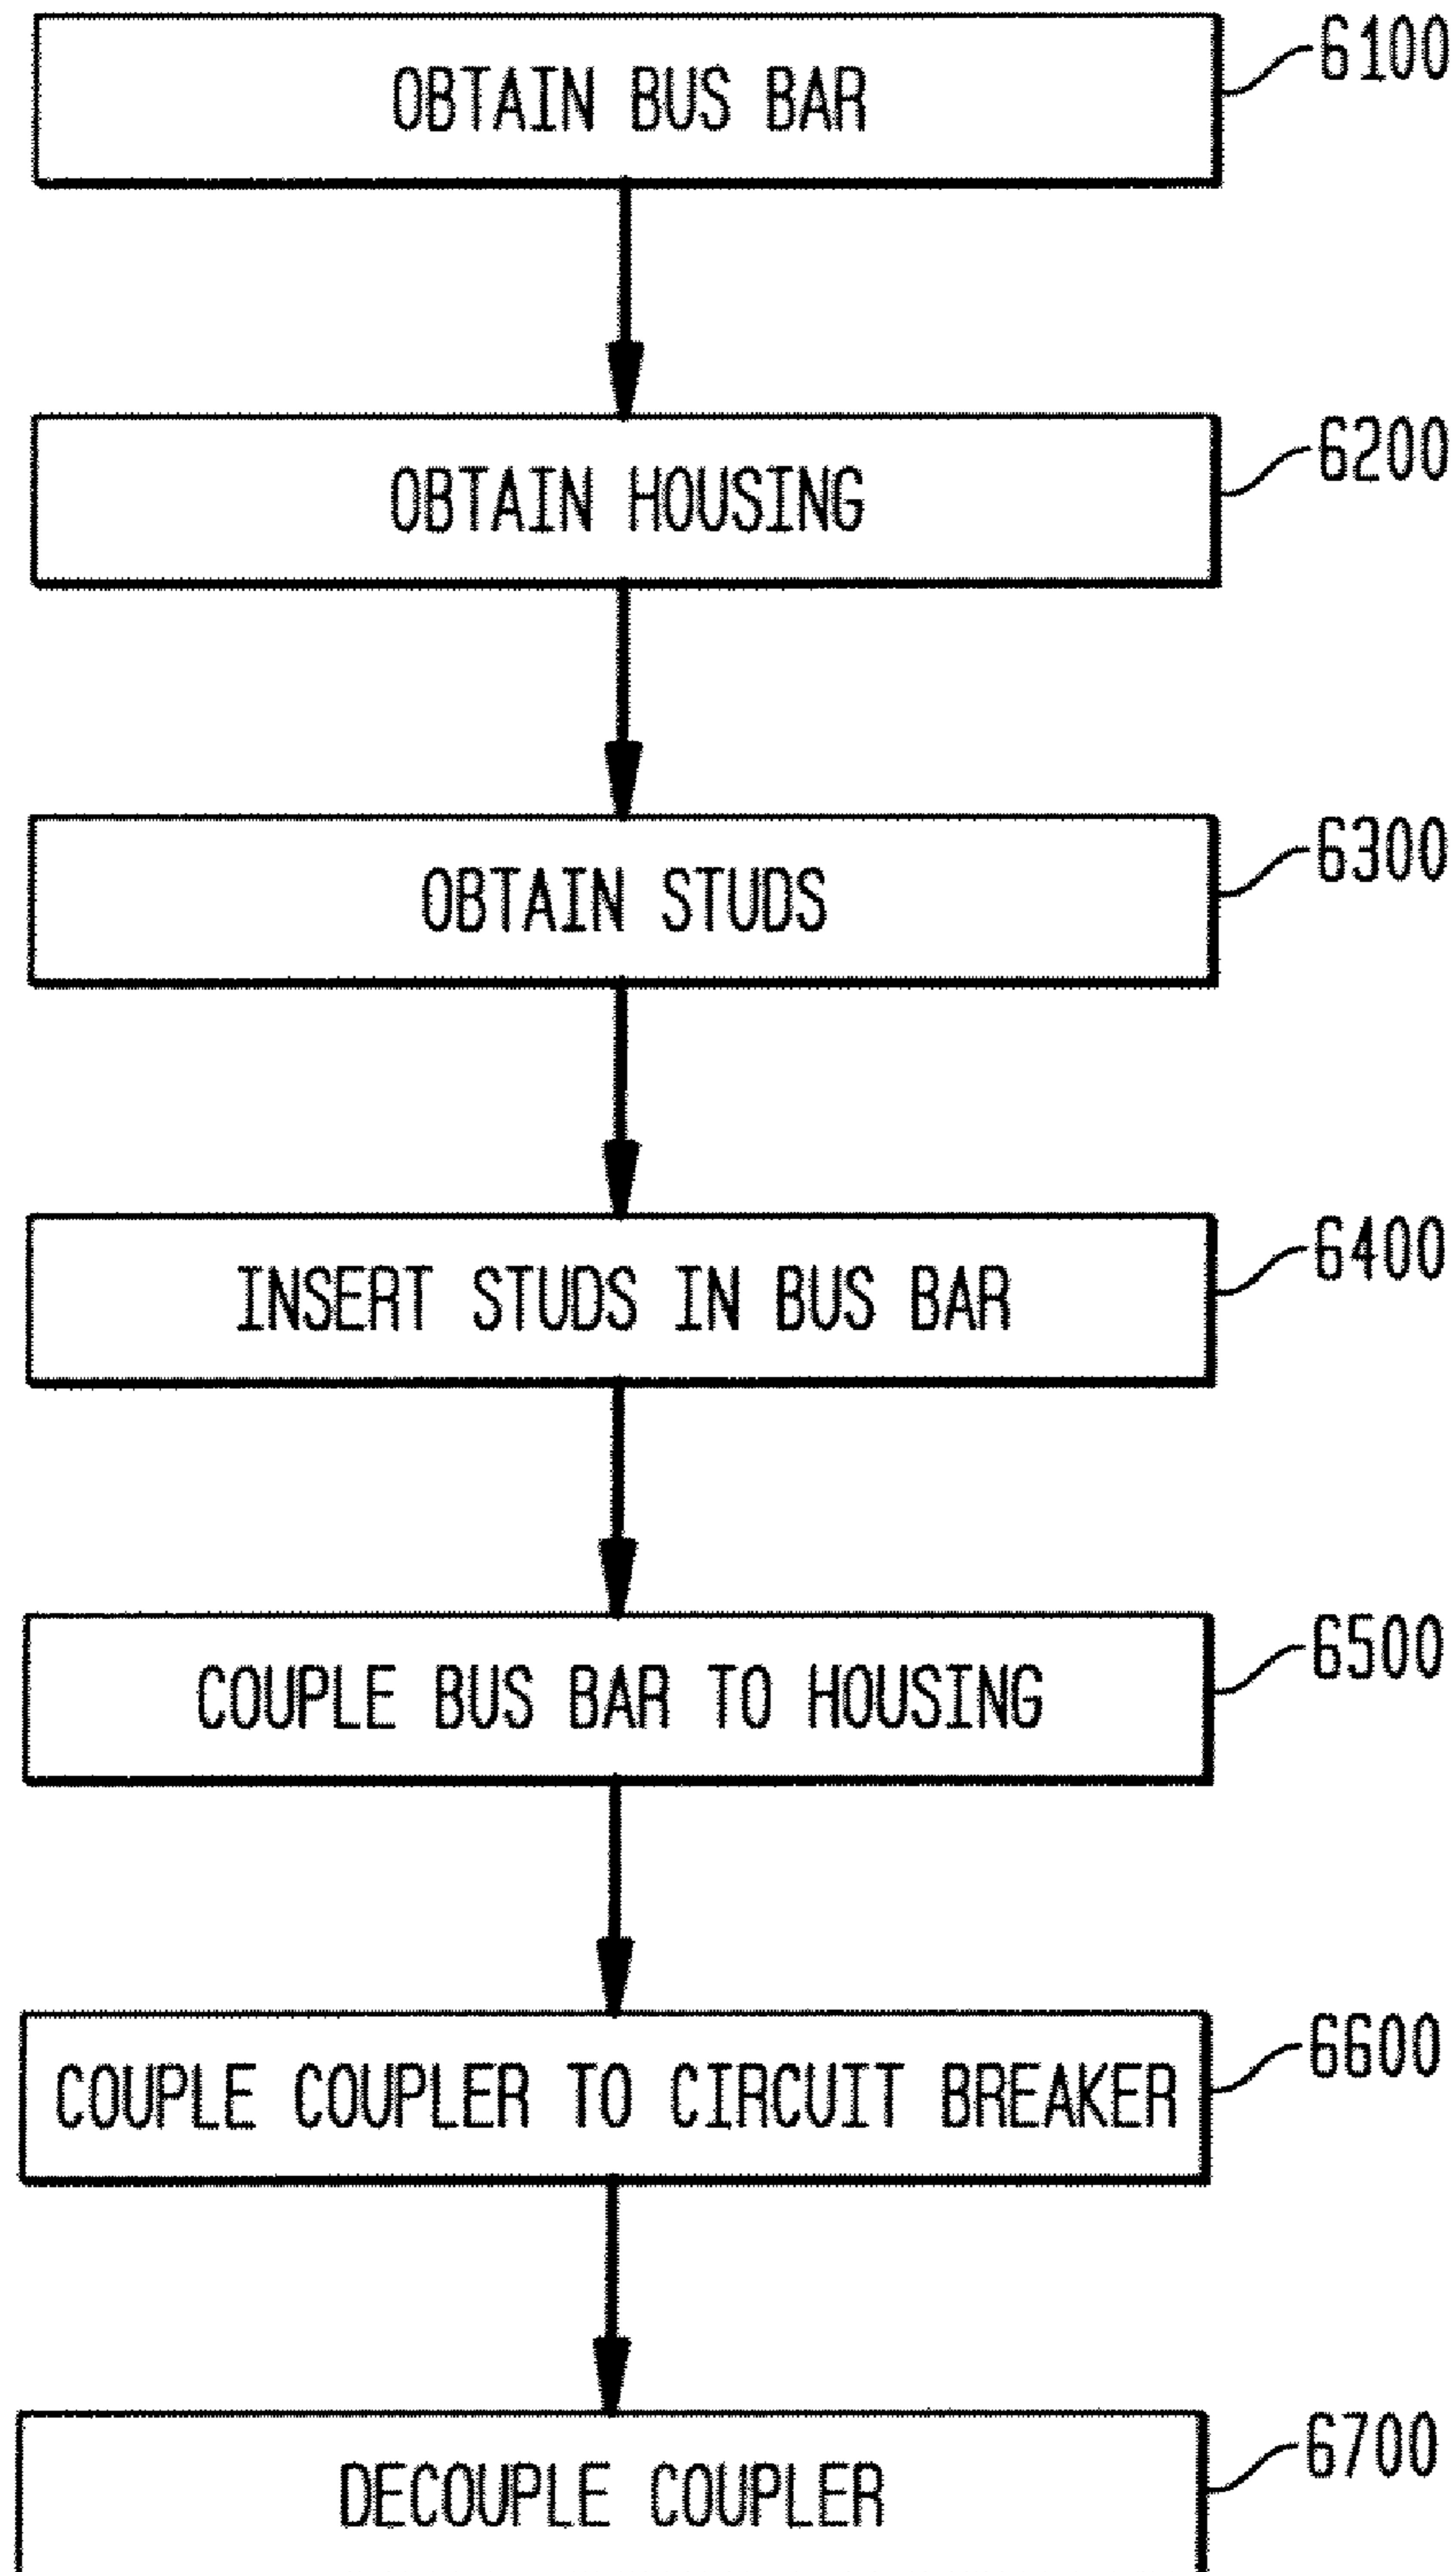 OBTAIN BUS BAR
6100
OBTAIN HOUSING
6200
OBTAIN STUDS
6300
INSERT STUDS IN BUS BAR
6400
COUPLE BUS BAR TO HOUSING
6500
COUPLE COUPLER TO CIRCUIT BREAKER
6600
DECOUPLE COUPLER
6700